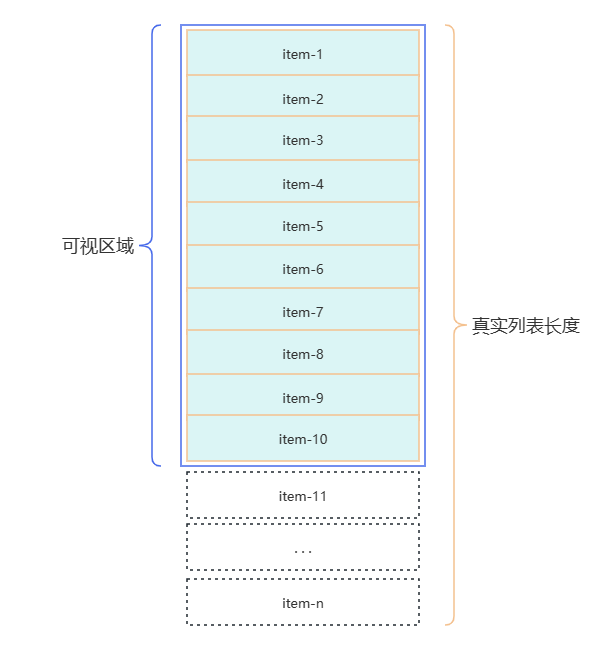 item-1
item-2
item-3
item-4
item-5
可视区域
item-6
item-7
真实列表长度
item-8
item-9
item-10
item-11
...
item-n